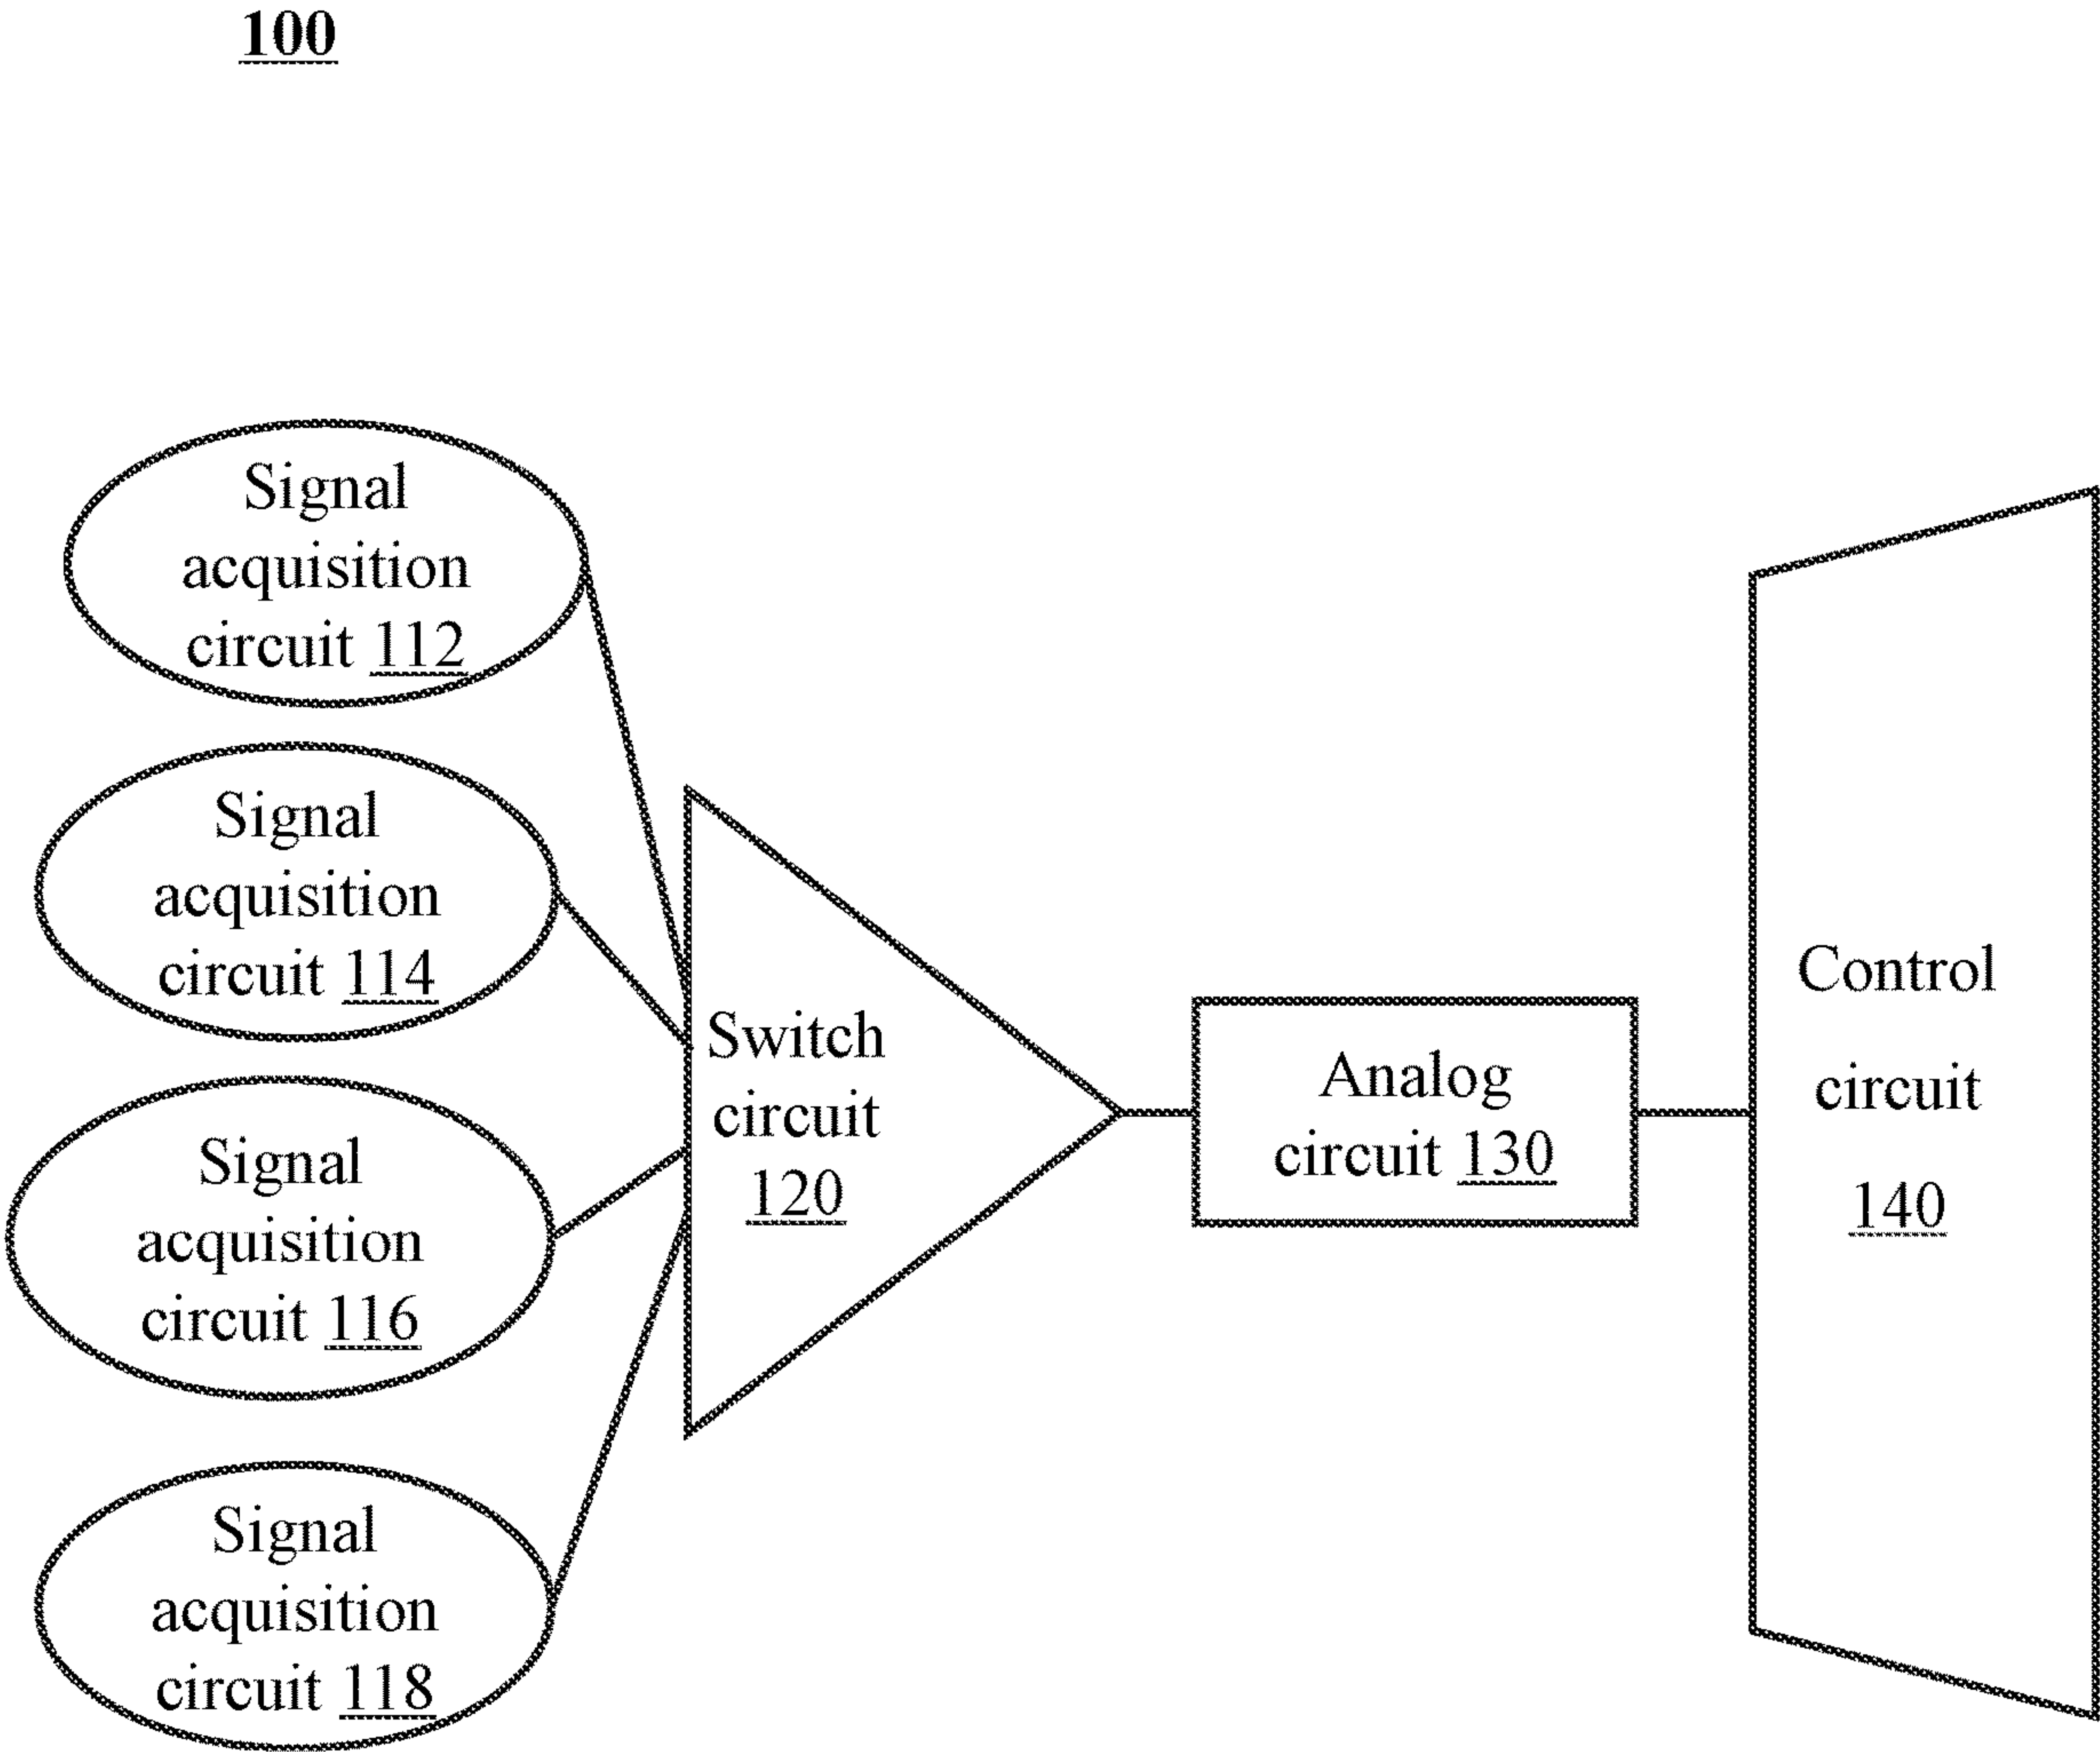 100
Signal
acquisition
circuit 112
Signal
acquisition
circuit 114
Signal
acquisition
circuit 116
Signal
acquisition
circuit 118
Switch
circuit
120
Analog
circuit 130
Control
circuit
140